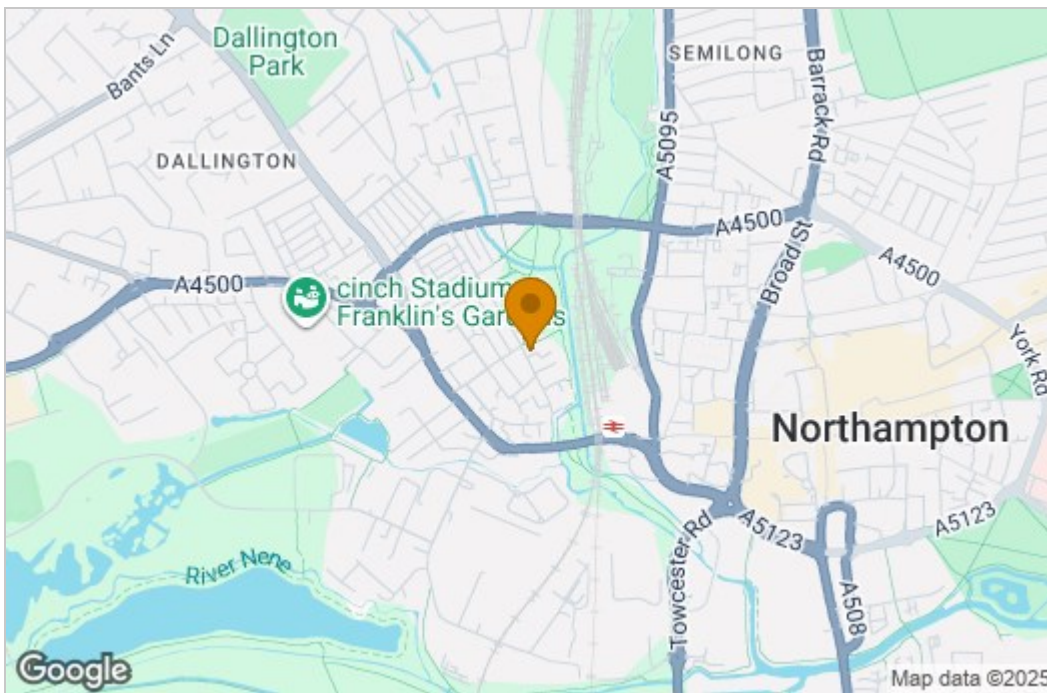 Dallington
Park
Bants Ln
DALLINGTON
SEMILONG
Barrack Rd
A5095
A4500
Broad St
A4500
A4500
cinch Stadium
Franklin's Gardens
York Rd
Northampton
A5123
A5123
Towcester Rd
A508
River Nene
Google
Map data ©2025